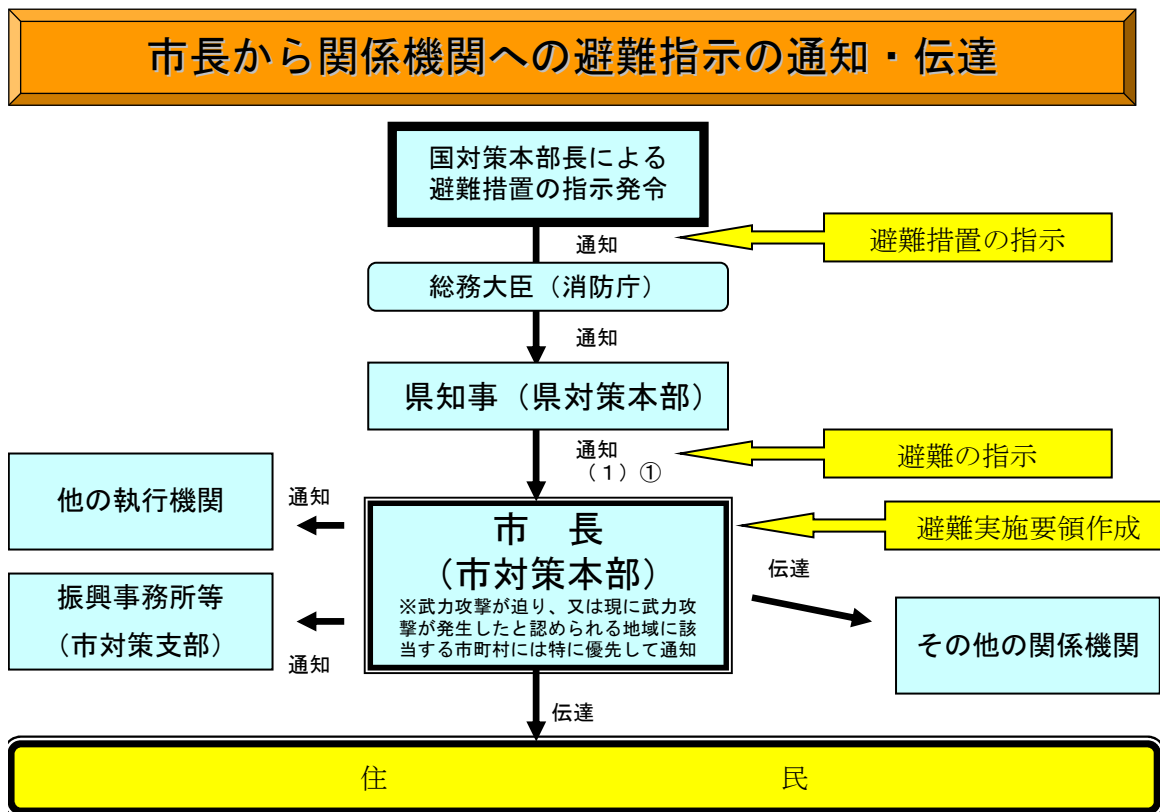 市長から関係機関への避難指示の通知・伝達
国対策本部長による
避難措置の指示発令
通知
避難措置の指示
総務大臣（消防庁）
通知
県知事（県対策本部）
通知
（１）①
避難の指示
他の執行機関
通知
市　長
（市対策本部）
※武力攻撃が迫り、又は現に武力攻
撃が発生したと認められる地域に該
当する市町村には特に優先して通知
避難実施要領作成
伝達
振興事務所等
（市対策支部）
通知
その他の関係機関
伝達
住　民